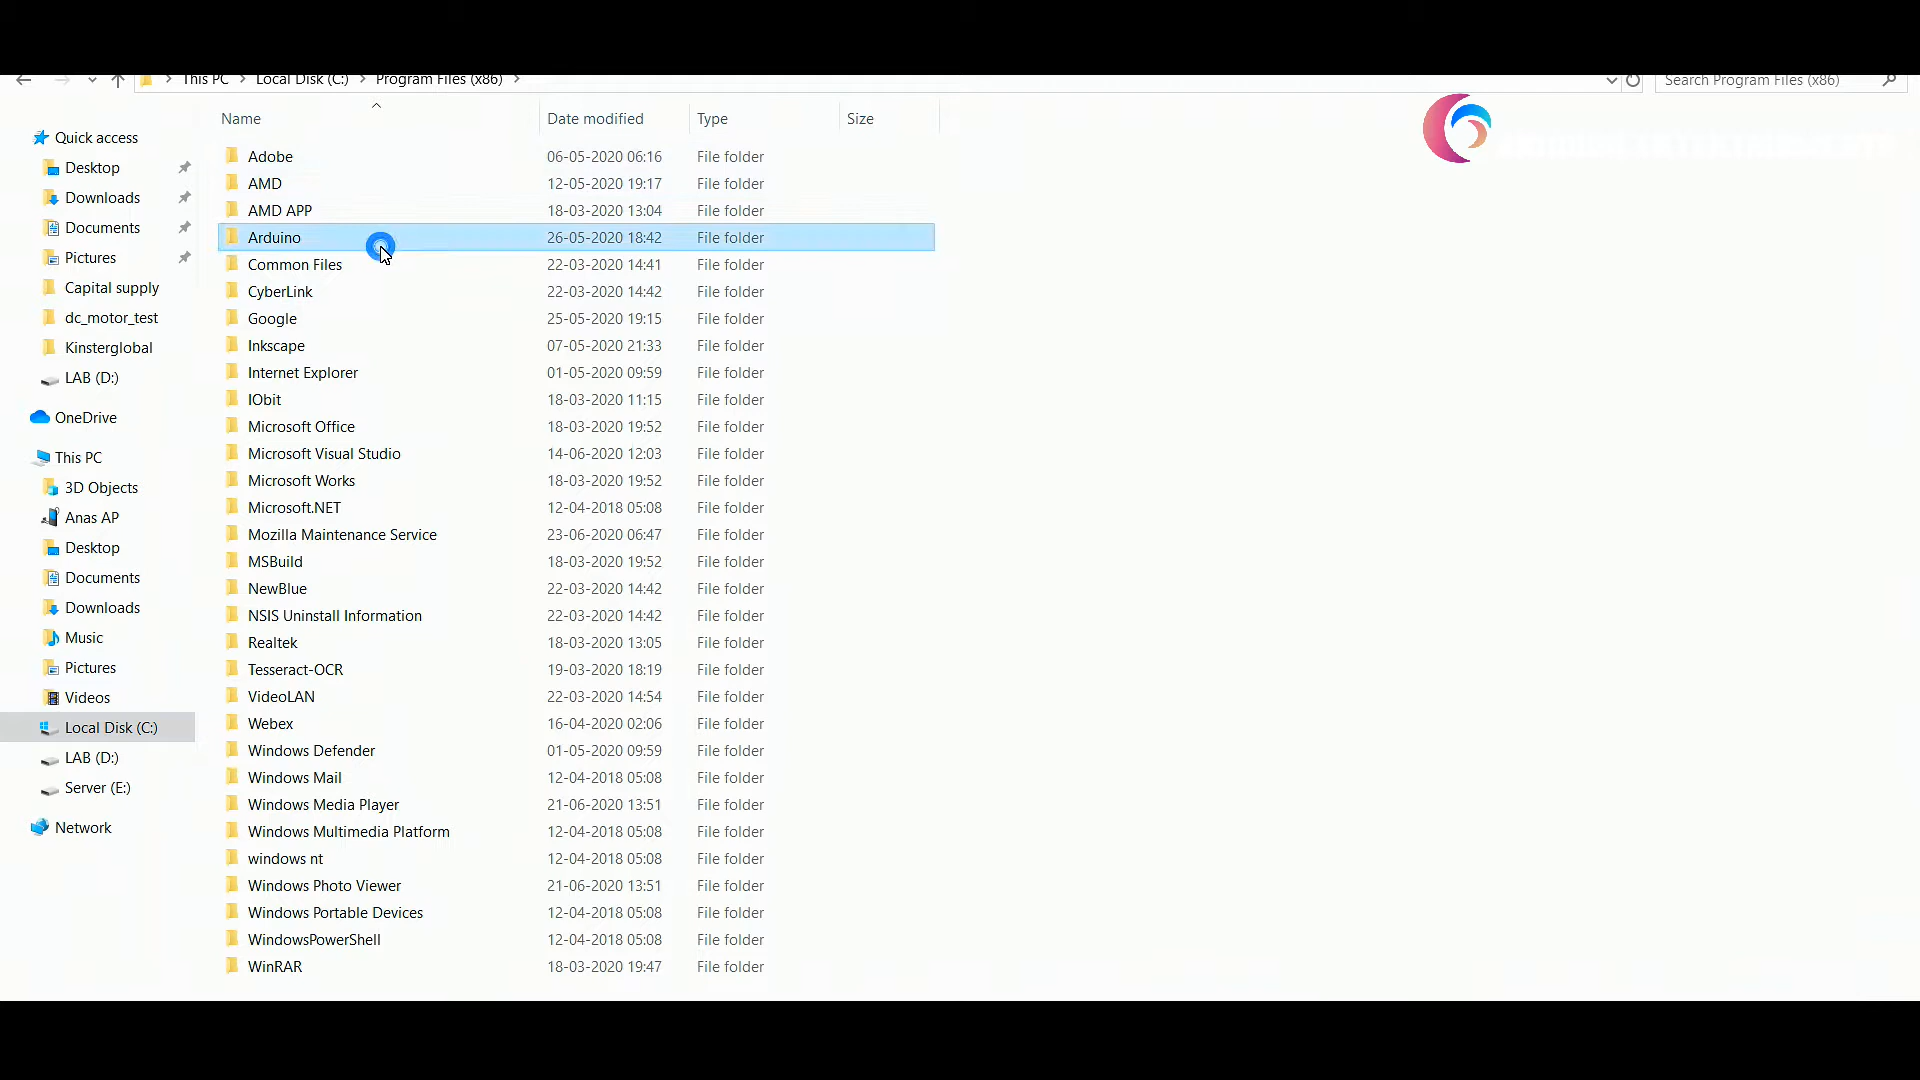 This PC Local Disk (C:) Program Files (x86) Search Program Files (x86)
Name Date modified Type Size
Quick access
Desktop
Downloads
Documents
Pictures
Capital supply
dc_motor_test
Kinsterglobal
LAB (D:)
OneDrive
This PC
3D Objects
Anas AP
Desktop
Documents
Downloads
Music
Pictures
Videos
Local Disk (C:)
LAB (D:)
Server (E:)
Network
Adobe 06-05-2020 06:16 File folder
AMD 12-05-2020 19:17 File folder
AMD APP 18-03-2020 13:04 File folder
Arduino 26-05-2020 18:42 File folder
Common Files 22-03-2020 14:41 File folder
CyberLink 22-03-2020 14:42 File folder
Google 25-05-2020 19:15 File folder
Inkscape 07-05-2020 21:33 File folder
Internet Explorer 01-05-2020 09:59 File folder
IObit 18-03-2020 11:15 File folder
Microsoft Office 18-03-2020 19:52 File folder
Microsoft Visual Studio 14-06-2020 12:03 File folder
Microsoft Works 18-03-2020 19:52 File folder
Microsoft.NET 12-04-2018 05:08 File folder
Mozilla Maintenance Service 23-06-2020 06:47 File folder
MSBuild 18-03-2020 19:52 File folder
NewBlue 22-03-2020 14:42 File folder
NSIS Uninstall Information 22-03-2020 14:42 File folder
Realtek 18-03-2020 13:05 File folder
Tesseract-OCR 19-03-2020 18:19 File folder
VideoLAN 22-03-2020 14:54 File folder
Webex 16-04-2020 02:06 File folder
Windows Defender 01-05-2020 09:59 File folder
Windows Mail 12-04-2018 05:08 File folder
Windows Media Player 21-06-2020 13:51 File folder
Windows Multimedia Platform 12-04-2018 05:08 File folder
windows nt 12-04-2018 05:08 File folder
Windows Photo Viewer 21-06-2020 13:51 File folder
Windows Portable Devices 12-04-2018 05:08 File folder
WindowsPowerShell 12-04-2018 05:08 File folder
WinRAR 18-03-2020 19:47 File folder